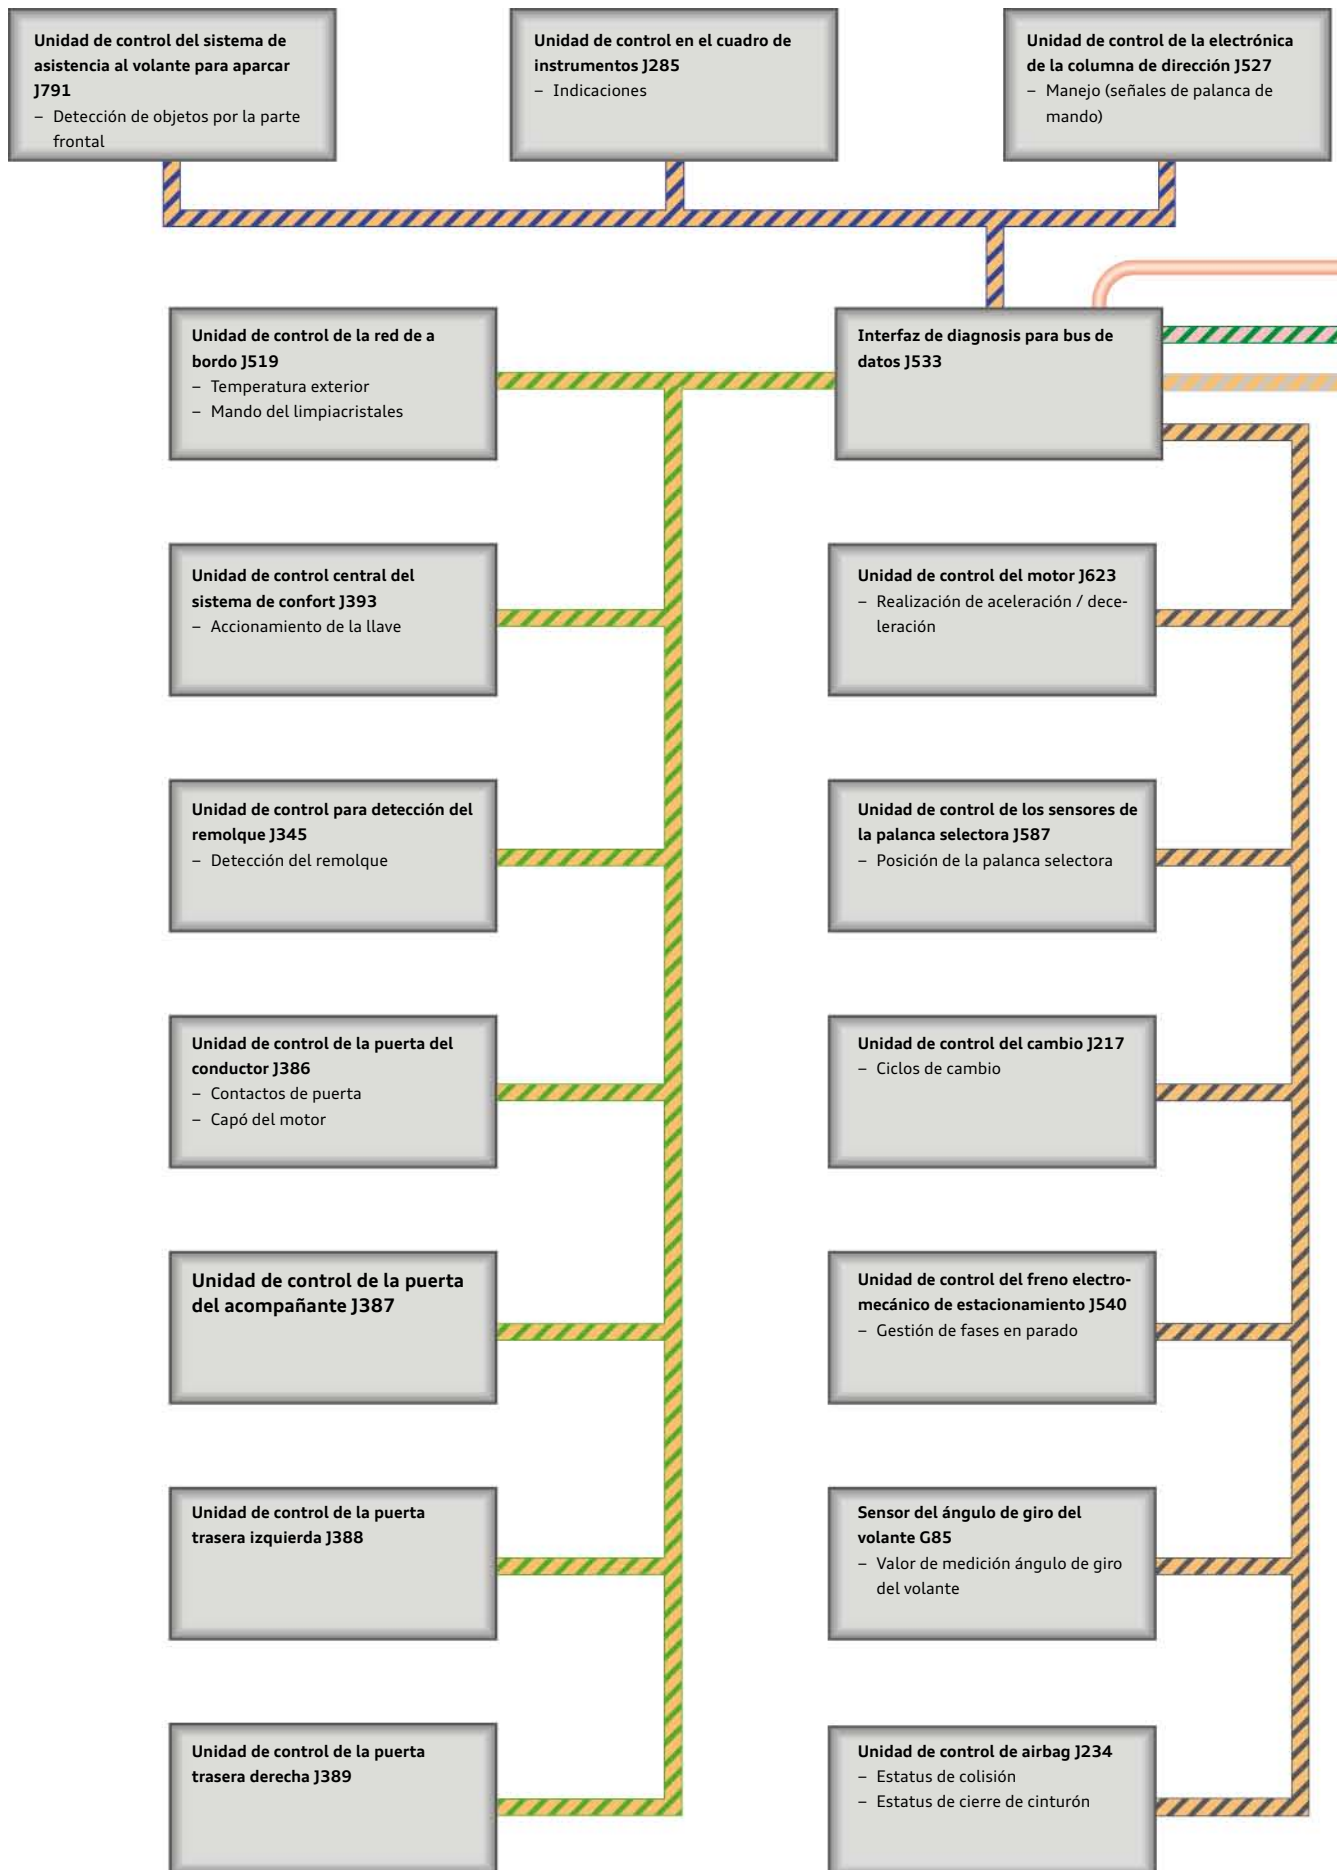 Unidad de control del sistema de
asistencia al volante para aparcar
J791
– Detección de objetos por la parte
frontal
Unidad de control en el cuadro de
instrumentos J285
– Indicaciones
Unidad de control de la electrónica
de la columna de dirección J527
– Manejo (señales de palanca de
mando)
Unidad de control de la red de a
bordo J519
– Temperatura exterior
– Mando del limpiacristales
Interfaz de diagnosis para bus de
datos J533
Unidad de control central del
sistema de confort J393
– Accionamiento de la llave
Unidad de control del motor J623
– Realización de aceleración / dece-
leración
Unidad de control para detección del
remolque J345
– Detección del remolque
Unidad de control de los sensores de
la palanca selectora J587
– Posición de la palanca selectora
Unidad de control de la puerta del
conductor J386
– Contactos de puerta
– Capó del motor
Unidad de control del cambio J217
– Ciclos de cambio
Unidad de control de la puerta
del acompañante J387
Unidad de control del freno electro-
mecánico de estacionamiento J540
– Gestión de fases en parado
Unidad de control de la puerta
trasera izquierda J388
Sensor del ángulo de giro del
volante G85
– Valor de medición ángulo de giro
del volante
Unidad de control de la puerta
trasera derecha J389
Unidad de control de airbag J234
– Estatus de colisión
– Estatus de cierre de cinturón